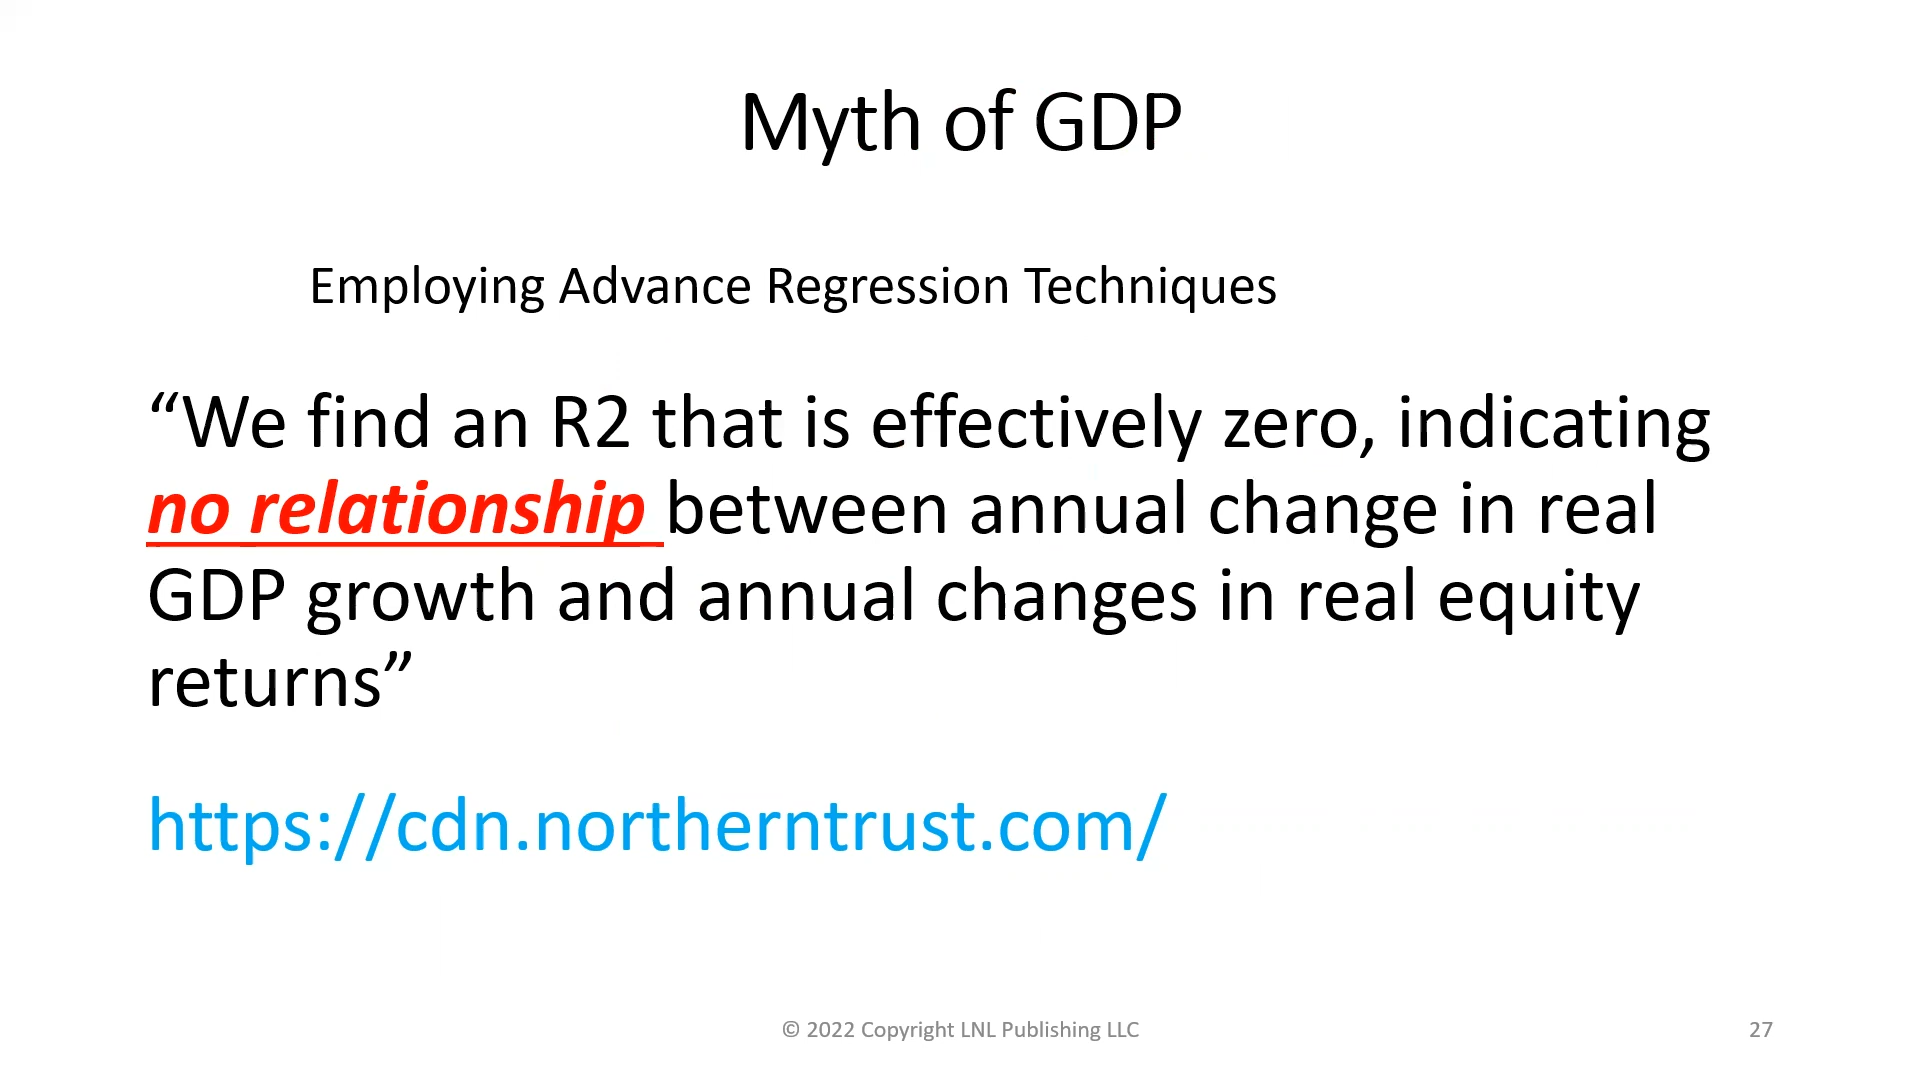 Myth of GDP
Employing Advance Regression Techniques
“We find an R2 that is effectively zero, indicating
no relationship between annual change in real
GDP growth and annual changes in real equity
returns”
https://cdn.northerntrust.com/
© 2022 Copyright LNL Publishing LLC
27